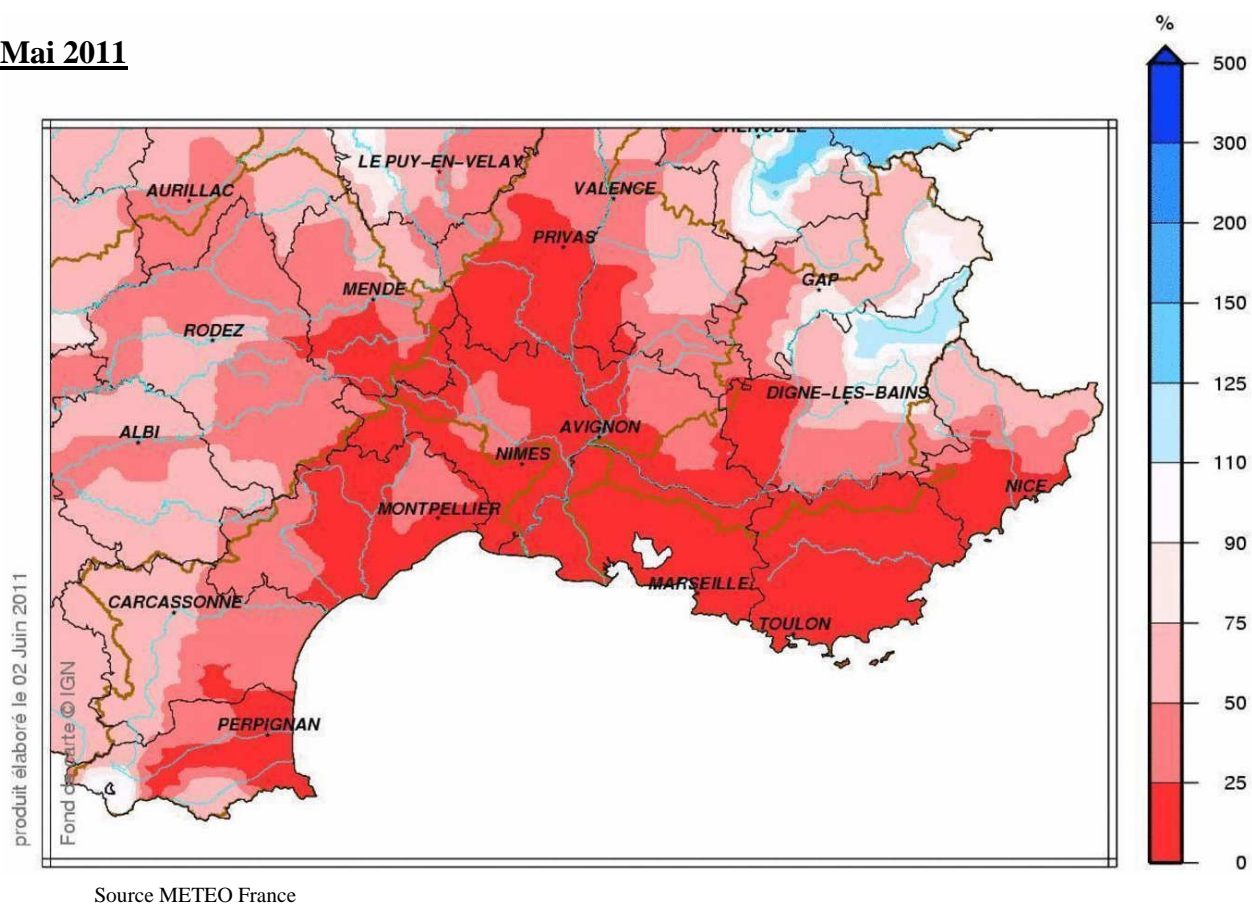 %
Mai 2011
500
300
200
150
125
110
90
75
50
25
0
GRENOBLE
LE PUY-EN-VELAY
AURILLAC
VALENCE
PRIVAS
GAP
MENDE
RODEZ
DIGNE-LES-BAINS
ALBI
AVIGNON
NIMES
NICE
MONTPELLIER
MARSEILLE
CARCASSONNE
TOULON
PERPIGNAN
produit élaboré le 02 Juin 2011
Fond de carte © IGN
Source METEO France